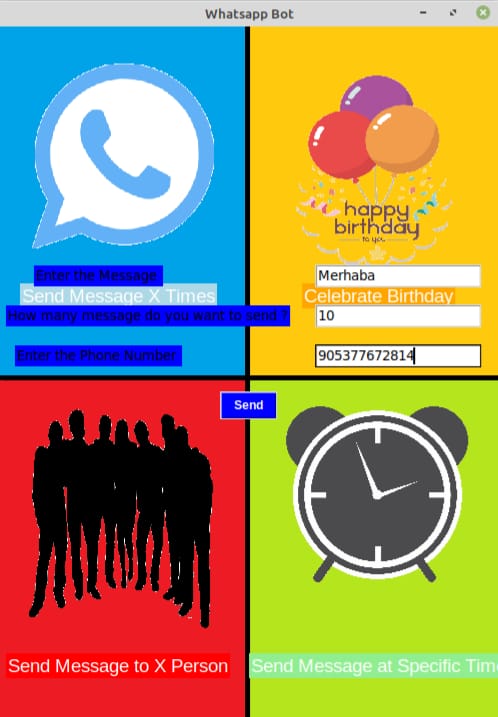 Whatsapp Bot
happy
birthday
to you
Enter the Message
Merhaba
Send Message X Times
Celebrate Birthday
How many message do you want to send ?
10
Enter the Phone Number
905377672814
Send
Send Message to X Person
Send Message at Specific Time